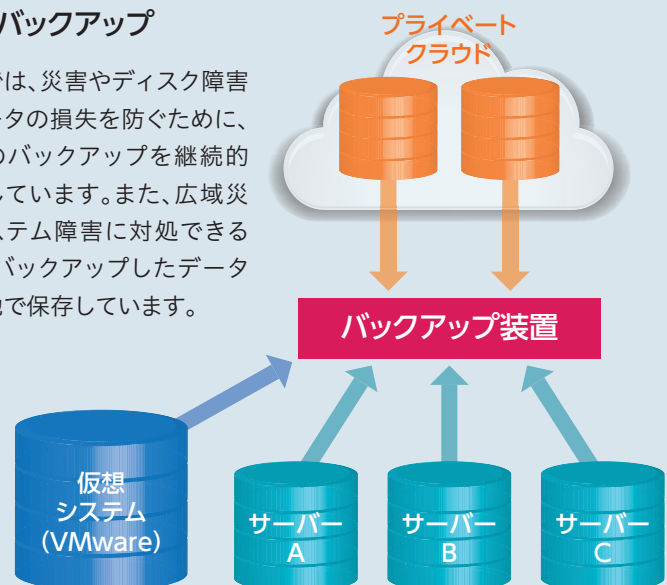 バックアップ
は、災害やディスク障害
ータの損失を防ぐために、
のバックアップを継続的
しています。また、広域災
ステム障害に対処できる
バックアップしたデータ
で保存しています。
プライベート
クラウド
バックアップ装置
仮想
システム
(VMware)
サーバー
A
サーバー
B
サーバー
C